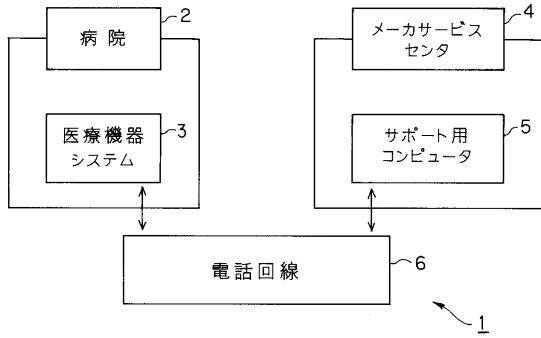 病院
2
医療機器
システム
3
メーカサービス
センタ
4
サポート用
コンピュータ
5
電話回線
6
1